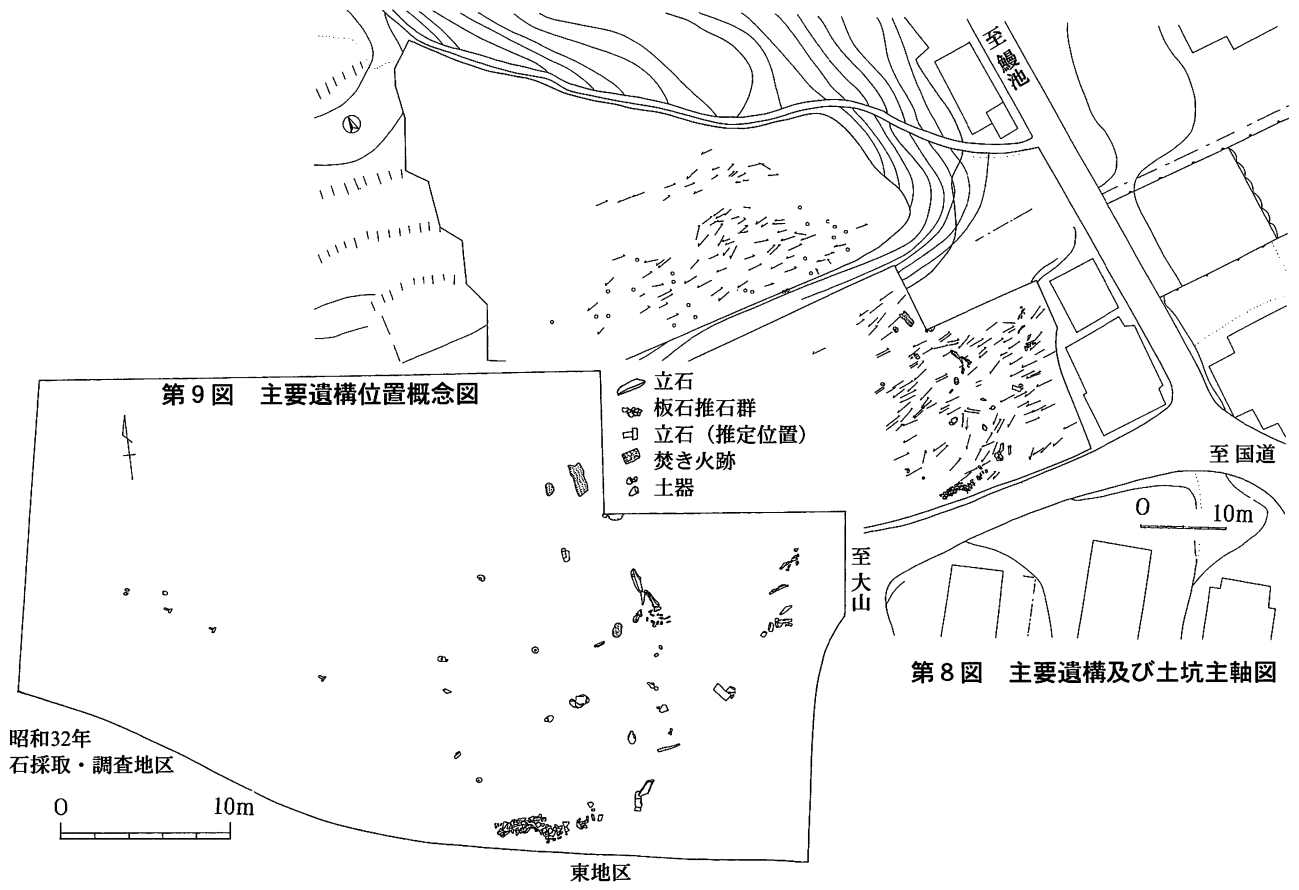 至鰻池
第9図 主要遺構位置概念図
立石
板石推石群
立石（推定位置）
焚き火跡
土器
至 国道
0 10m
至大山
第8図 主要遺構及び土坑主軸図
昭和32年
石採取・調査地区
0 10m
東地区